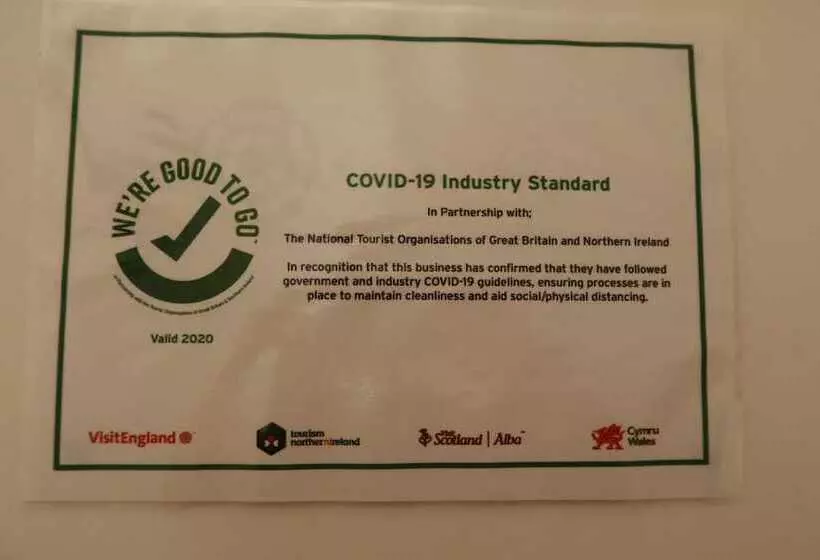 WE'RE GOOD TO GO
COVID-19 Industry Standard
In Partnership with;
The National Tourist Organisations of Great Britain and Northern Ireland
In recognition that this business has confirmed that they have followed
government and industry COVID-19 guidelines, ensuring processes are in
place to maintain cleanliness and aid social/physical distancing.
Valid 2020
VisitEngland
tourism
northernireland
Visit
Scotland | Alba™
Cymru
Wales